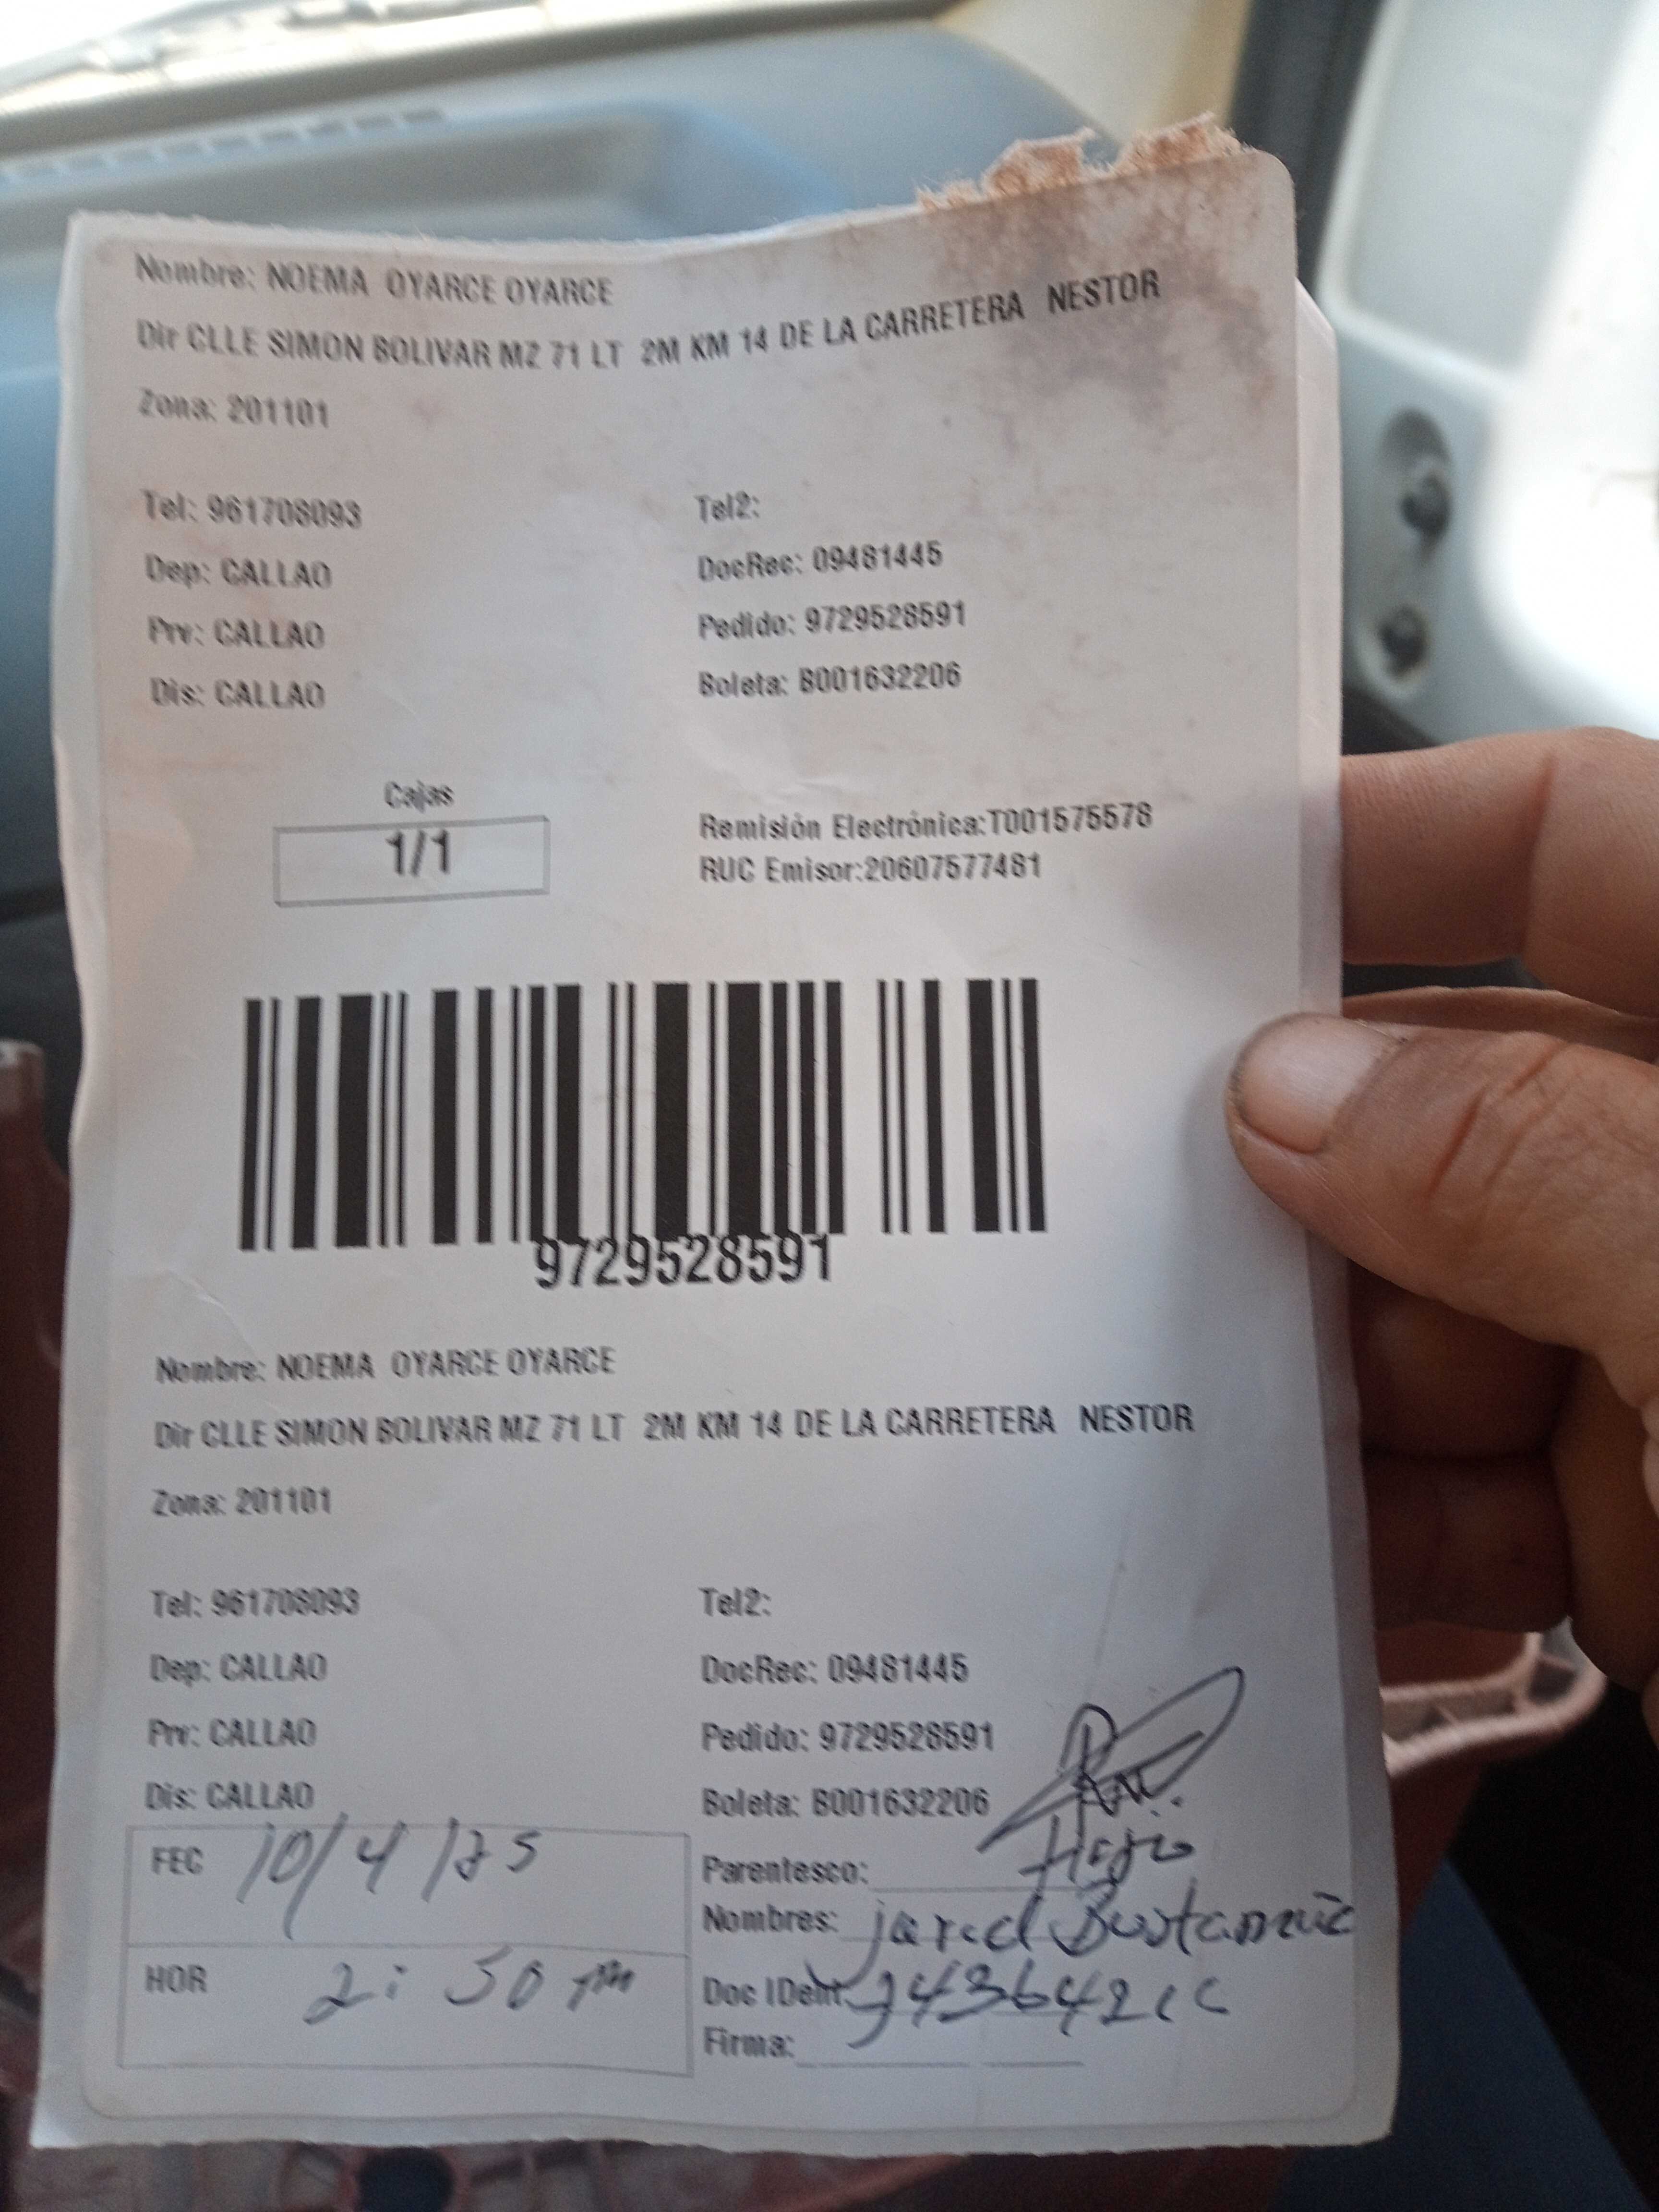 Nombre: NOEMA OYARCE OYARCE
Dir CLLE SIMON BOLIVAR MZ 71 LT 2M KM 14 DE LA CARRETERA NESTOR
Zona: 201101
Tel: 961708093 Tel2:
Dep: CALLAO DocRec: 09481445
Prv: CALLAO Pedido: 9729528591
Dis: CALLAO Boleta: B001632206
Cajas
1/1
Remisión Electrónica:T001575578
RUC Emisor:20607577481
9729528591
Nombre: NOEMA OYARCE OYARCE
Dir CLLE SIMON BOLIVAR MZ 71 LT 2M KM 14 DE LA CARRETERA NESTOR
Zona: 201101
Tel: 961708093 Tel2:
Dep: CALLAO DocRec: 09481445
Prv: CALLAO Pedido: 9729528591
Dis: CALLAO Boleta: B001632206
FEC 10/4/25
HOR 2:50 pm
Parentesco:
Nombres: jared
Doc IDent:
Firma: